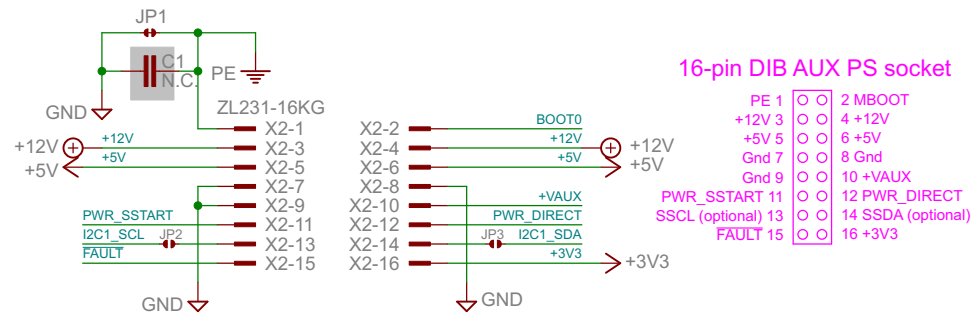 JP1
C1
N.C.
PE
GND
ZL231-16KG
X2-1
+12V +12V X2-3
+5V +5V X2-5
X2-7
X2-9
PWR_SSTART X2-11
I2C1_SCL JP2 X2-13
FAULT X2-15
GND
X2-2 BOOT0
X2-4 +12V +12V
X2-6 +5V +5V
X2-8
X2-10 +VAUX
X2-12 PWR_DIRECT
X2-14 JP3 I2C1_SDA
X2-16 +3V3 +3V3
GND
16-pin DIB AUX PS socket
PE 1 2 MBOOT
+12V 3 4 +12V
+5V 5 6 +5V
Gnd 7 8 Gnd
Gnd 9 10 +VAUX
PWR_SSTART 11 12 PWR_DIRECT
SSCL (optional) 13 14 SSDA (optional)
FAULT 15 16 +3V3